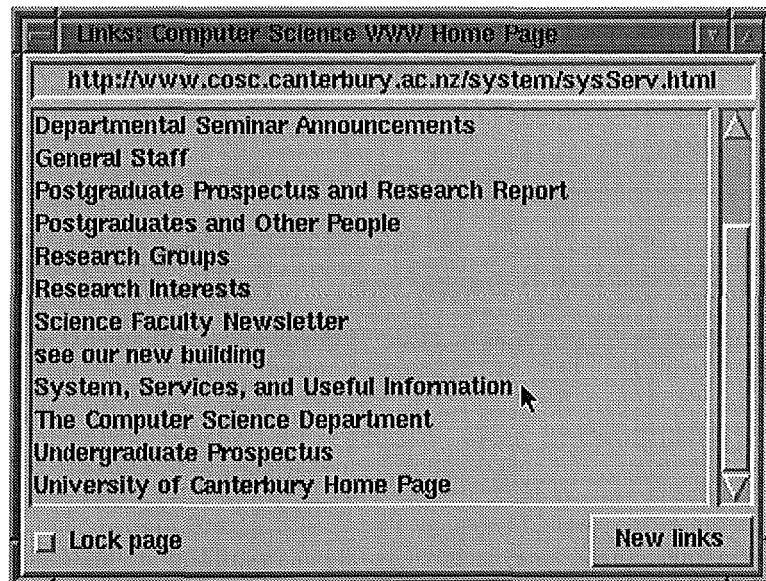 Links: Computer Science WWW Home Page
http://www.cosc.canterbury.ac.nz/system/sysServ.html
Departmental Seminar Announcements
General Staff
Postgraduate Prospectus and Research Report
Postgraduates and Other People
Research Groups
Research Interests
Science Faculty Newsletter
see our new building
System, Services, and Useful Information
The Computer Science Department
Undergraduate Prospectus
University of Canterbury Home Page
Lock page
New links